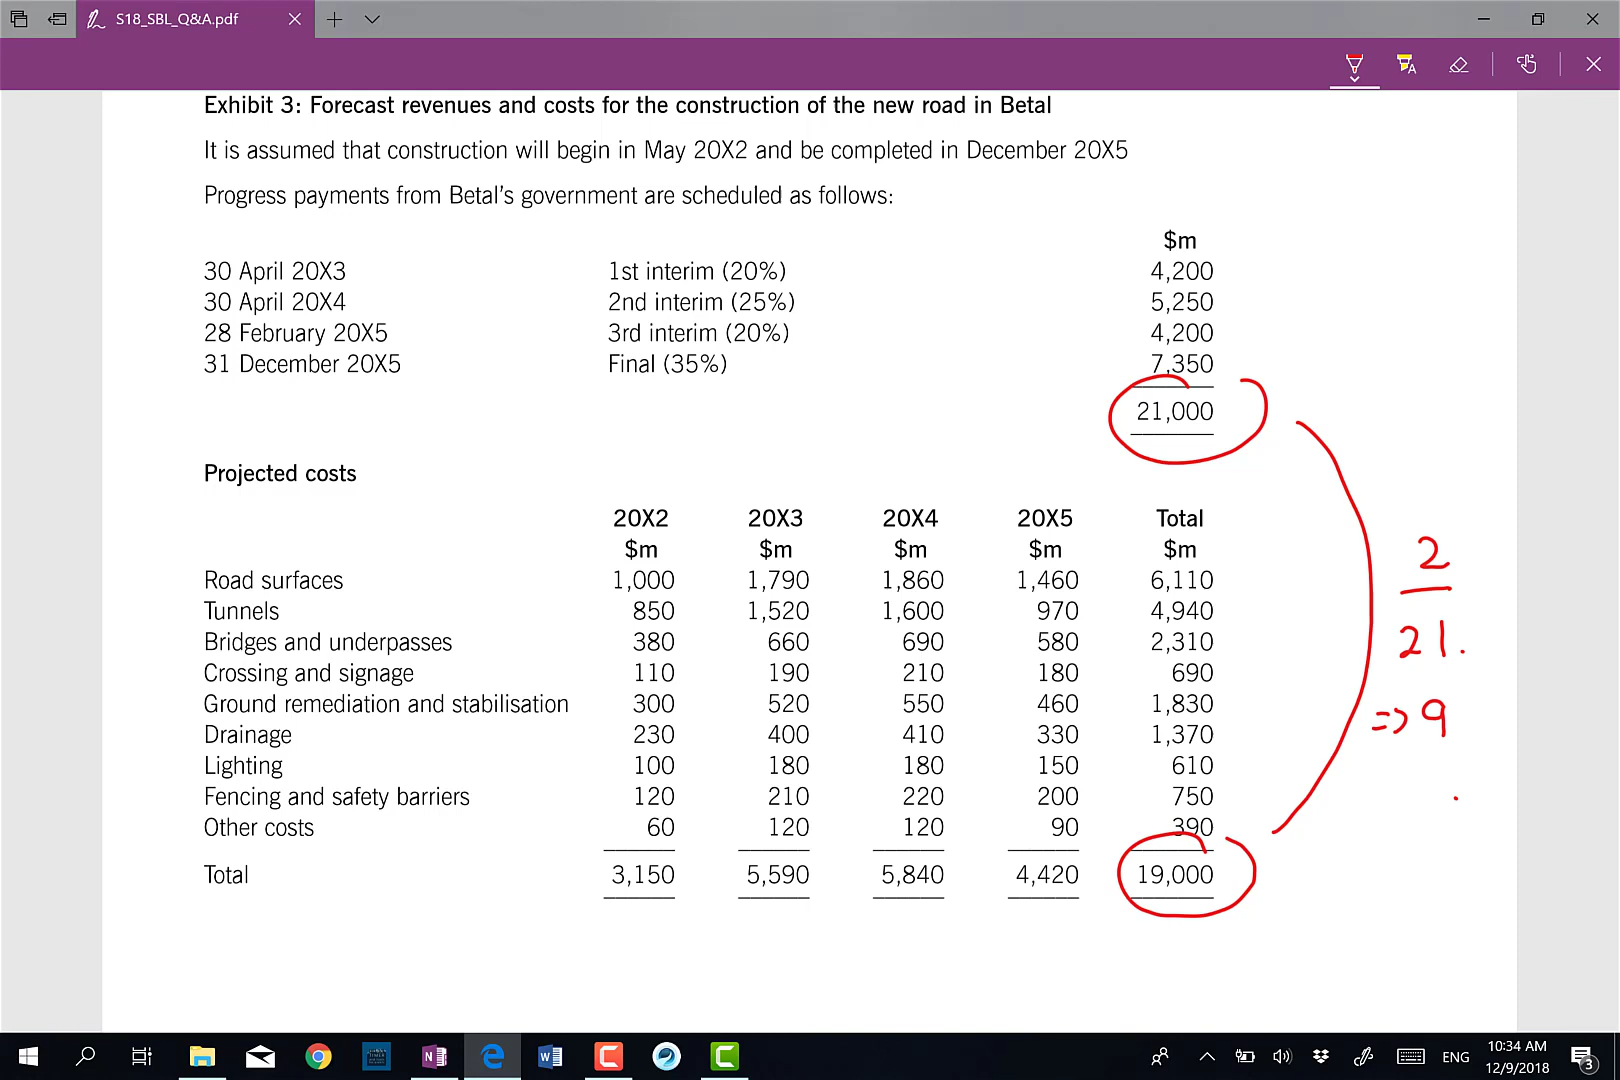 S18_SBL_Q&A.pdf
Exhibit 3: Forecast revenues and costs for the construction of the new road in Betal
It is assumed that construction will begin in May 20X2 and be completed in December 20X5
Progress payments from Betal's government are scheduled as follows:
$m
30 April 20X3 1st interim (20%) 4,200
30 April 20X4 2nd interim (25%) 5,250
28 February 20X5 3rd interim (20%) 4,200
31 December 20X5 Final (35%) 7,350
21,000
Projected costs
20X2 20X3 20X4 20X5 Total
$m $m $m $m $m
Road surfaces 1,000 1,790 1,860 1,460 6,110
Tunnels 850 1,520 1,600 970 4,940
Bridges and underpasses 380 660 690 580 2,310
Crossing and signage 110 190 210 180 690
Ground remediation and stabilisation 300 520 550 460 1,830
Drainage 230 400 410 330 1,370
Lighting 100 180 180 150 610
Fencing and safety barriers 120 210 220 200 750
Other costs 60 120 120 90 390
Total 3,150 5,590 5,840 4,420 19,000
2
21.
=> 9
.
ENG
10:34 AM
12/9/2018
3